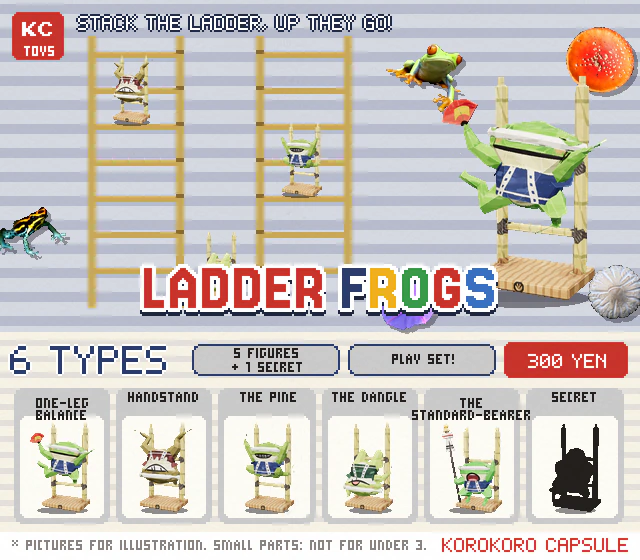 KC
TOYS
STACK THE LADDER, UP THEY GO!
LADDER FROGS
6 TYPES
5 FIGURES
+ 1 SECRET
PLAY SET!
300 YEN
ONE-LEG
BALANCE
HANDSTAND
THE PINE
THE DANGLE
THE
STANDARD-BEARER
SECRET
* PICTURES FOR ILLUSTRATION. SMALL PARTS: NOT FOR UNDER 3.
KOROKORO CAPSULE